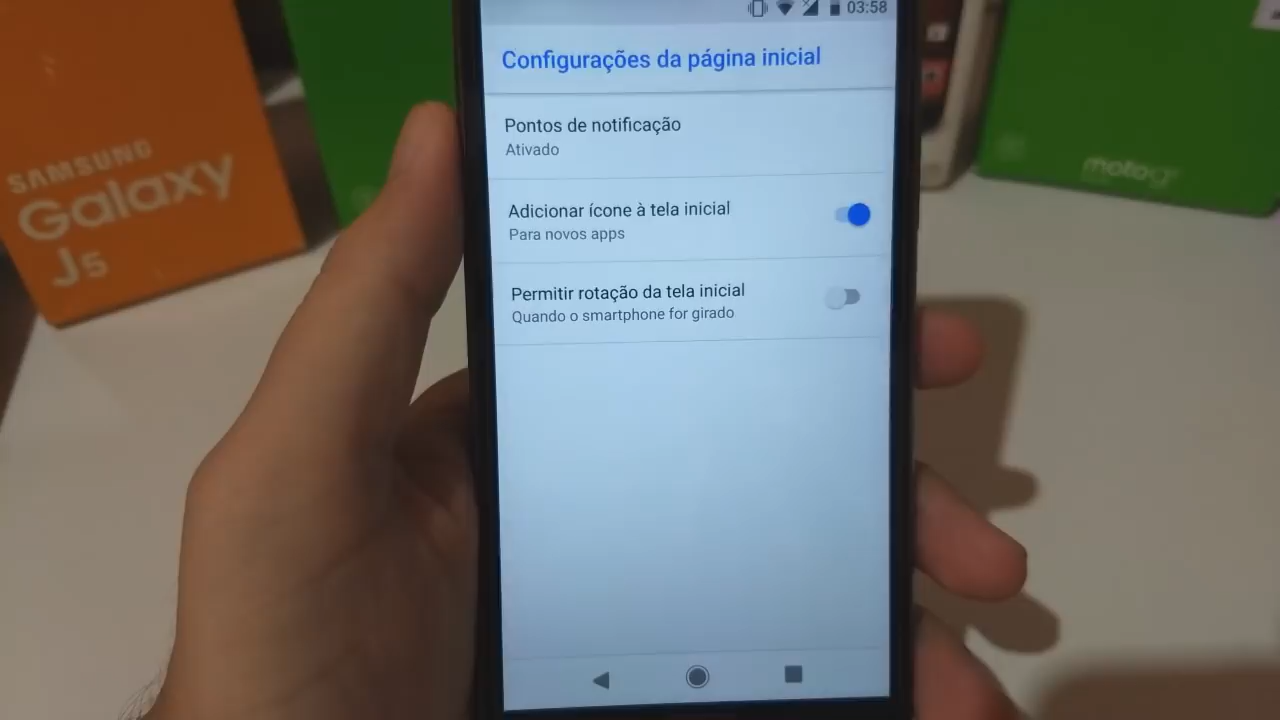 03:58
Configurações da página inicial
Pontos de notificação
Ativado
Adicionar ícone à tela inicial
Para novos apps
Permitir rotação da tela inicial
Quando o smartphone for girado
SAMSUNG
Galaxy
J5
moto g